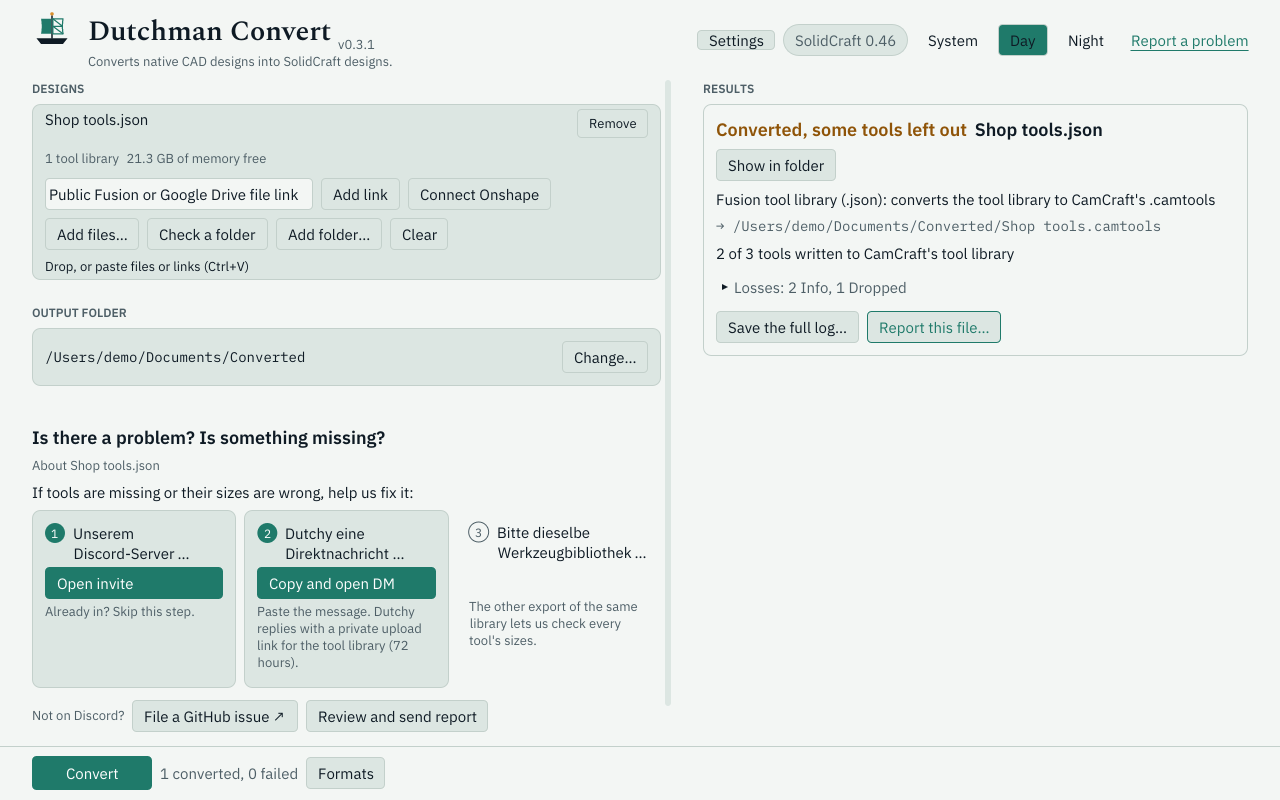 Dutchman Convert v0.3.1
Converts native CAD designs into SolidCraft designs.
Settings
SolidCraft 0.46
System
Day
Night
Report a problem
DESIGNS
Shop tools.json
Remove
1 tool library 21.3 GB of memory free
Public Fusion or Google Drive file link
Add link
Connect Onshape
Add files...
Check a folder
Add folder...
Clear
Drop, or paste files or links (Ctrl+V)
OUTPUT FOLDER
/Users/demo/Documents/Converted
Change...
Is there a problem? Is something missing?
About Shop tools.json
If tools are missing or their sizes are wrong, help us fix it:
1 Unserem
Discord-Server ...
Open invite
Already in? Skip this step.
2 Dutchy eine
Direktnachricht ...
Copy and open DM
Paste the message. Dutchy
replies with a private upload
link for the tool library (72
hours).
3 Bitte dieselbe
Werkzeugbibliothek ...
The other export of the same
library lets us check every
tool's sizes.
Not on Discord?
File a GitHub issue ↗
Review and send report
Convert
1 converted, 0 failed
Formats
RESULTS
Converted, some tools left out Shop tools.json
Show in folder
Fusion tool library (.json): converts the tool library to CamCraft's .camtools
→ /Users/demo/Documents/Converted/Shop tools.camtools
2 of 3 tools written to CamCraft's tool library
▸ Losses: 2 Info, 1 Dropped
Save the full log...
Report this file...